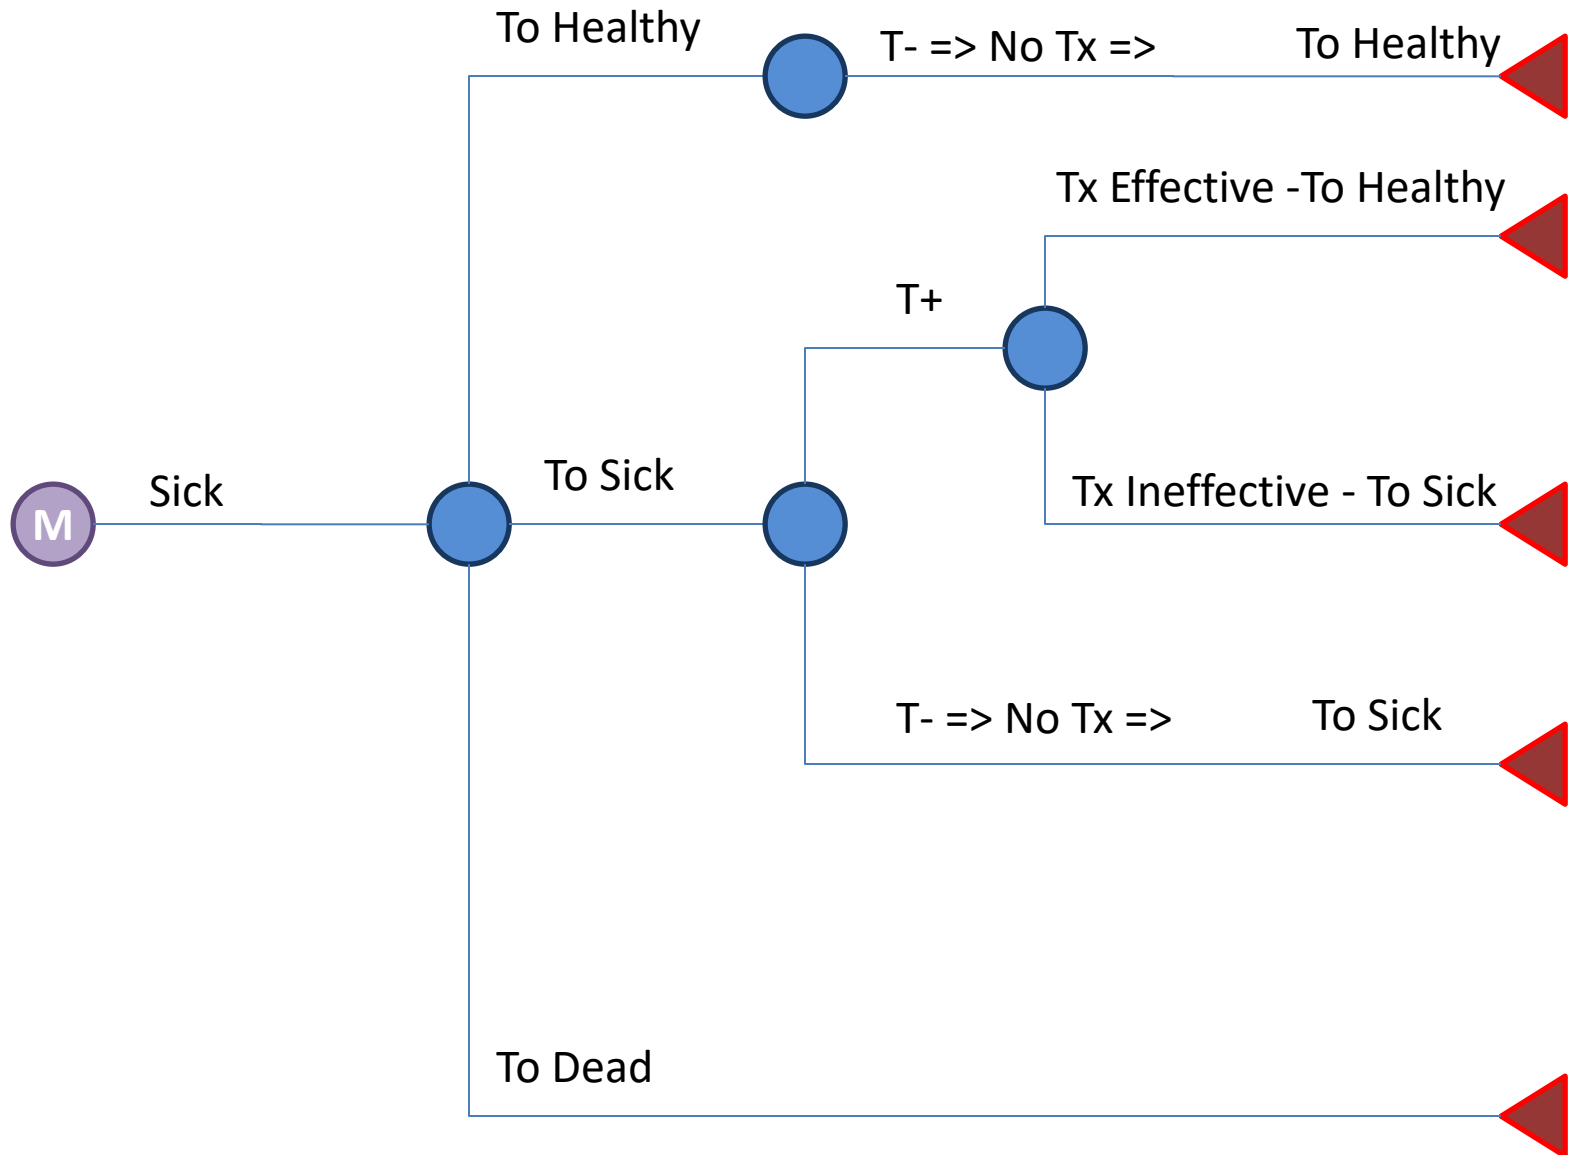 To Healthy
T- => No Tx =>
To Healthy
Tx Effective -To Healthy
T+
M
Sick
To Sick
Tx Ineffective - To Sick
T- => No Tx =>
To Sick
To Dead